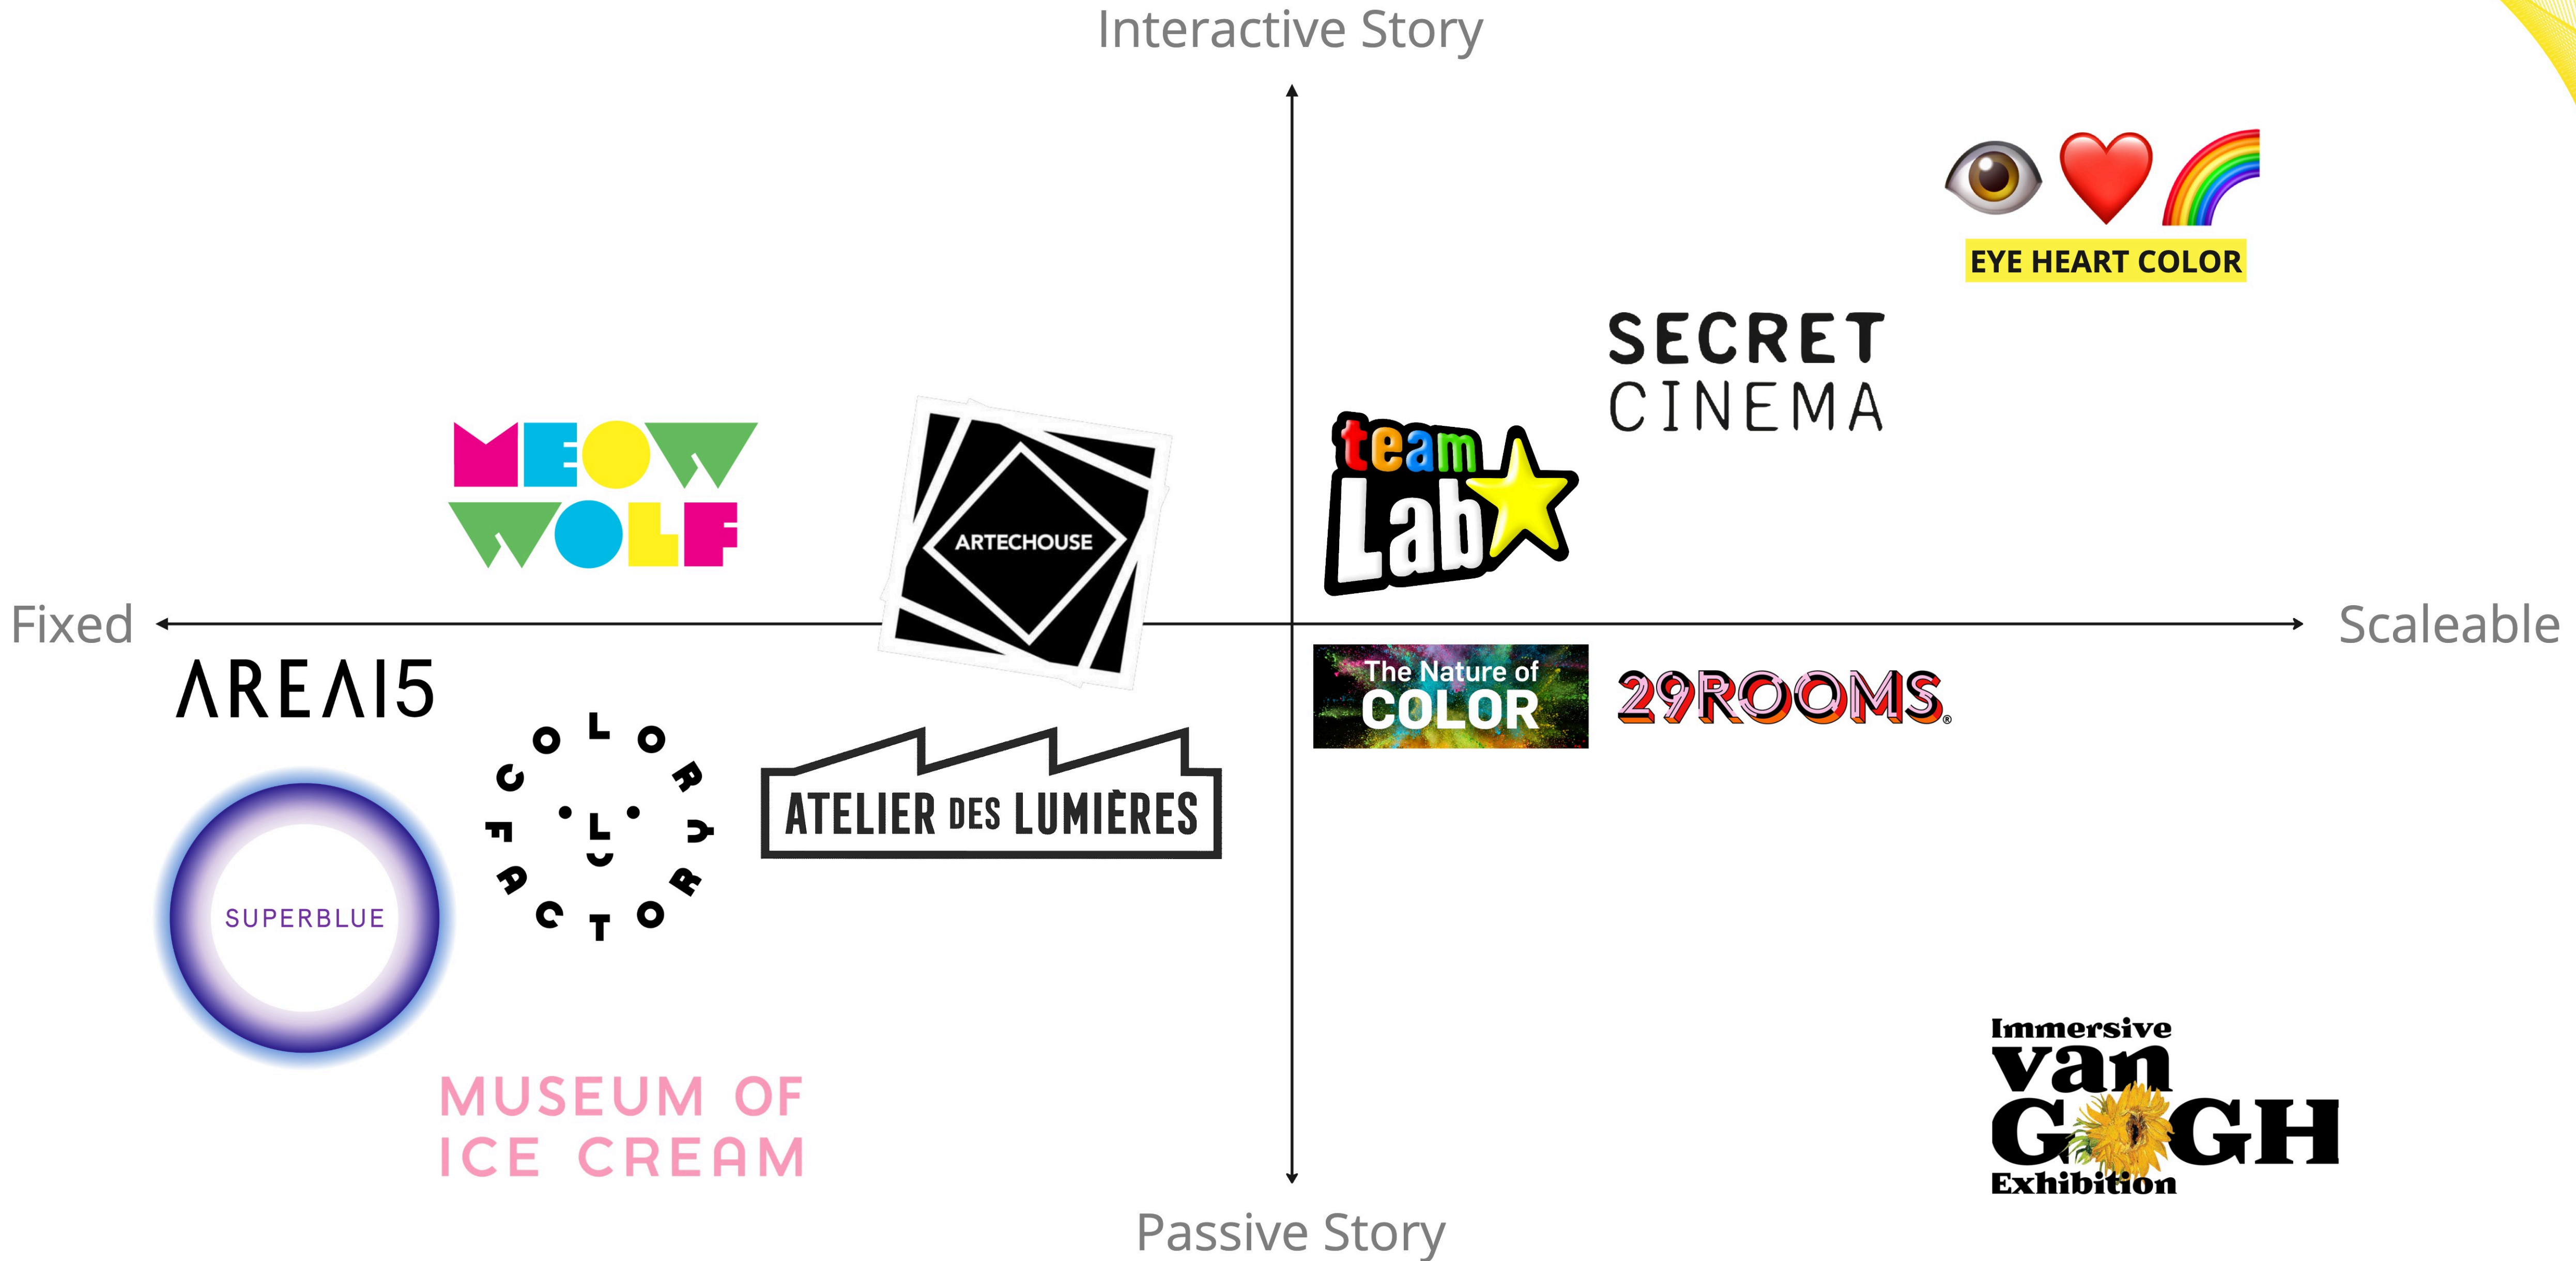 Interactive Story
EYE HEART COLOR
SECRET
CINEMA
MEOW
WOLF
ARTECHOUSE
team
Lab
Fixed
Scaleable
AREA15
The Nature of
COLOR
29ROOMS®
COLOR FACTORY
ATELIER DES LUMIÈRES
SUPERBLUE
Immersive
van
GOGH
Exhibition
MUSEUM OF
ICE CREAM
Passive Story